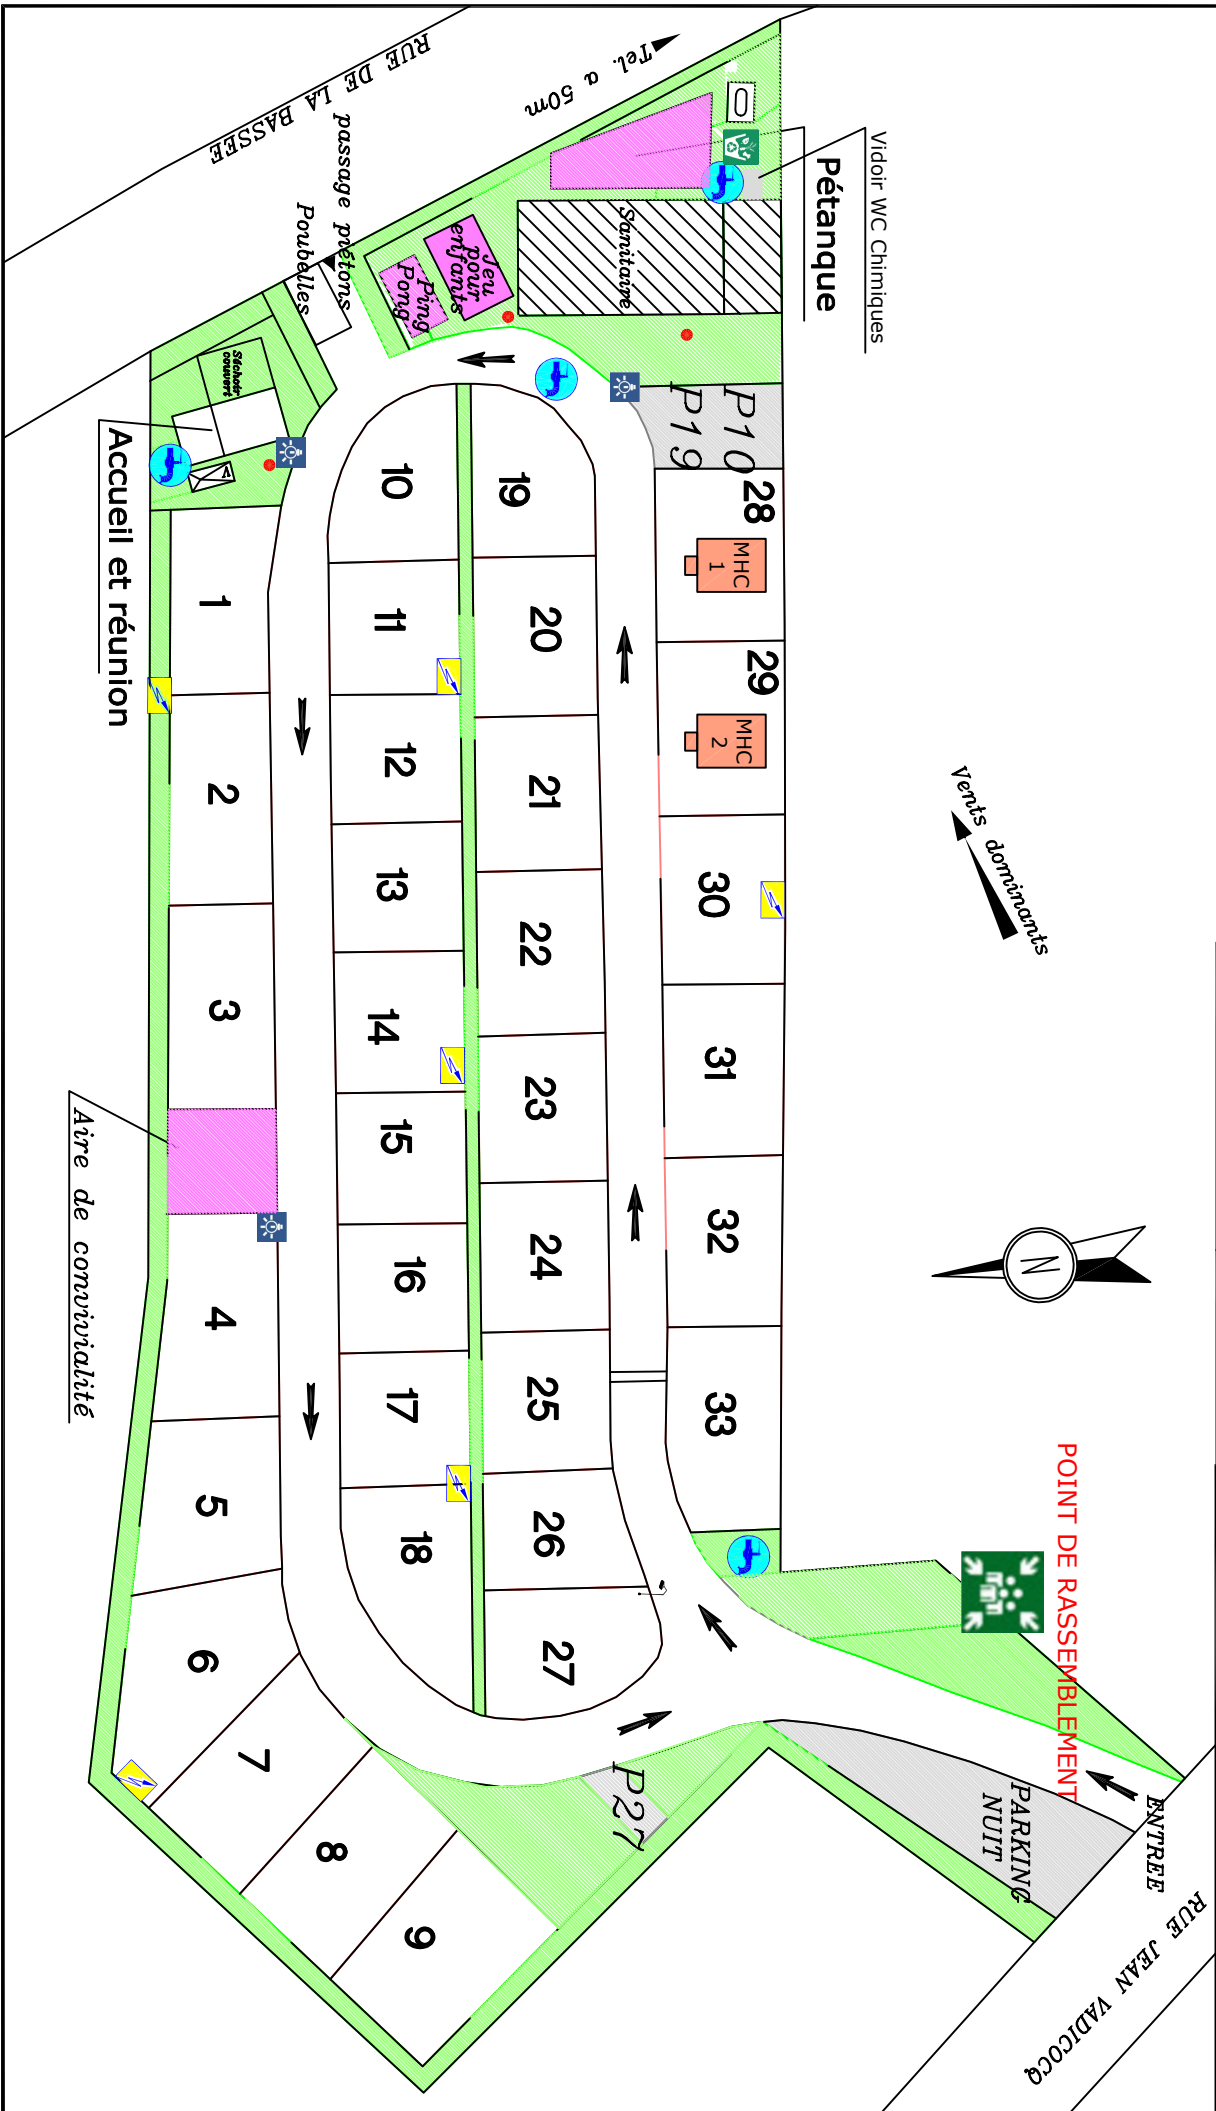 RUE DE LA BASSEE
Tel. a 50m
Vidoir WC Chimiques
Pétanque
Sanitaire
Jeu
pour
enfants
Ping
Pong
passage piétons
Poubelles
Séchoir
couvert
Accueil et réunion
P10
P19
28
MHC
1
29
MHC
2
30
31
32
33
19
20
21
22
23
24
25
26
27
10
11
12
13
14
15
16
17
18
1
2
3
4
5
6
7
8
9
Aire de convivialité
Vents dominants
N
POINT DE RASSEMBLEMENT
P27
PARKING
NUIT
ENTREE
RUE JEAN VADICOCQ